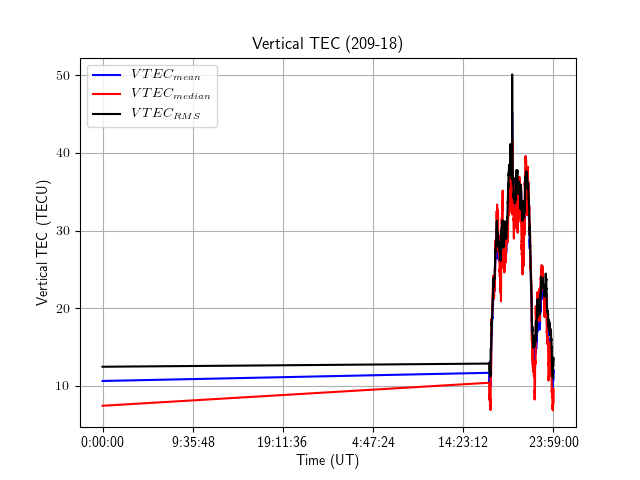 Vertical TEC (209-18)
VTEC_mean
VTEC_median
VTEC_RMS
50
40
30
20
10
Vertical TEC (TECU)
0:00:00 9:35:48 19:11:36 4:47:24 14:23:12 23:59:00
Time (UT)